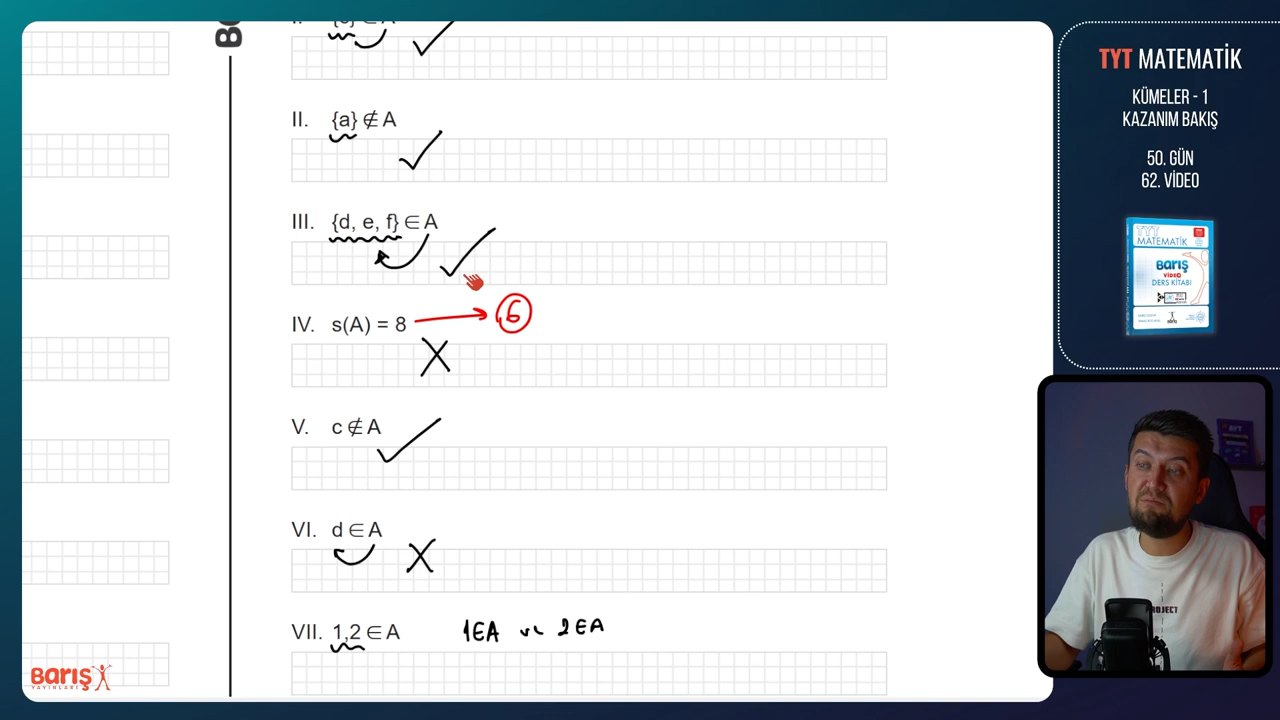 II. {a} ∉ A
III. {d, e, f} ∈ A
IV. s(A) = 8 → 6
V. c ∉ A
VI. d ∈ A
VII. 1,2 ∈ A 1∈A ve 2∈A
BARIŞ
YAYINLARI
TYT MATEMATİK
KÜMELER - 1
KAZANIM BAKIŞ
50. GÜN
62. VİDEO
TYT
MATEMATİK
BARIŞ
VİDEO
DERS KİTABI
PROJECT